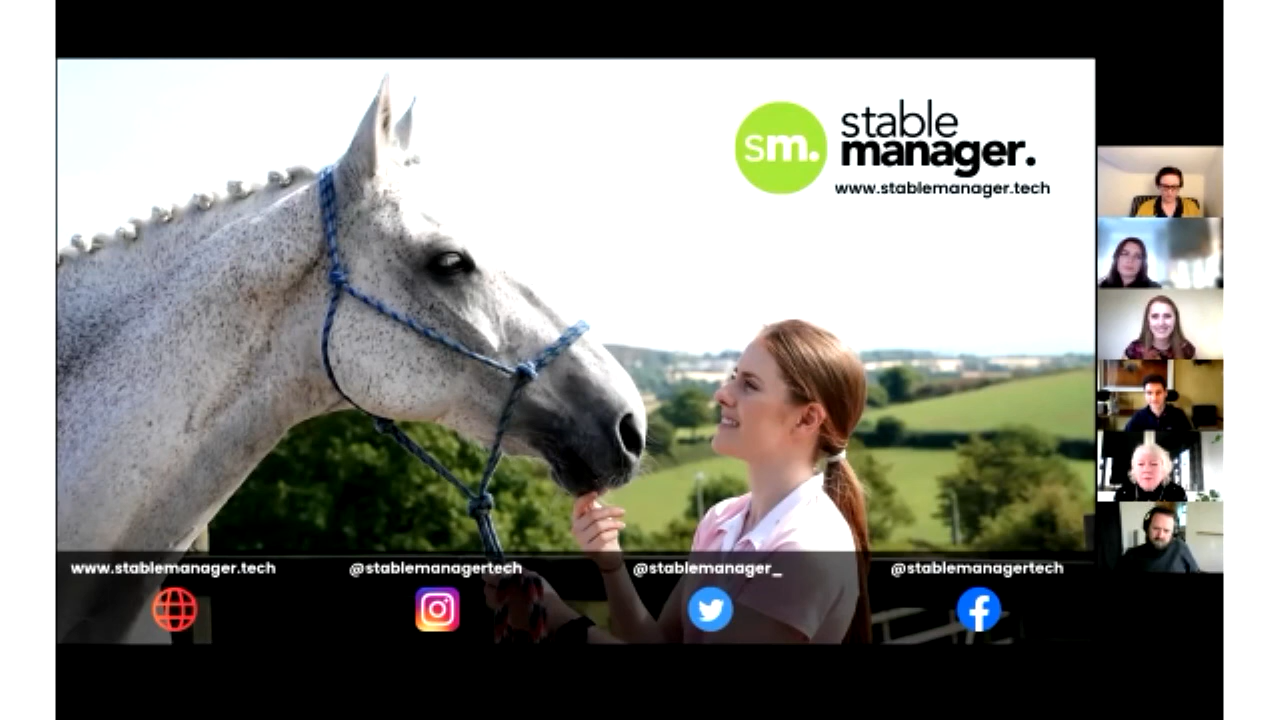 sm.
stable
manager.
www.stablemanager.tech
www.stablemanager.tech
@stablemanagertech
@stablemanager_
@stablemanagertech